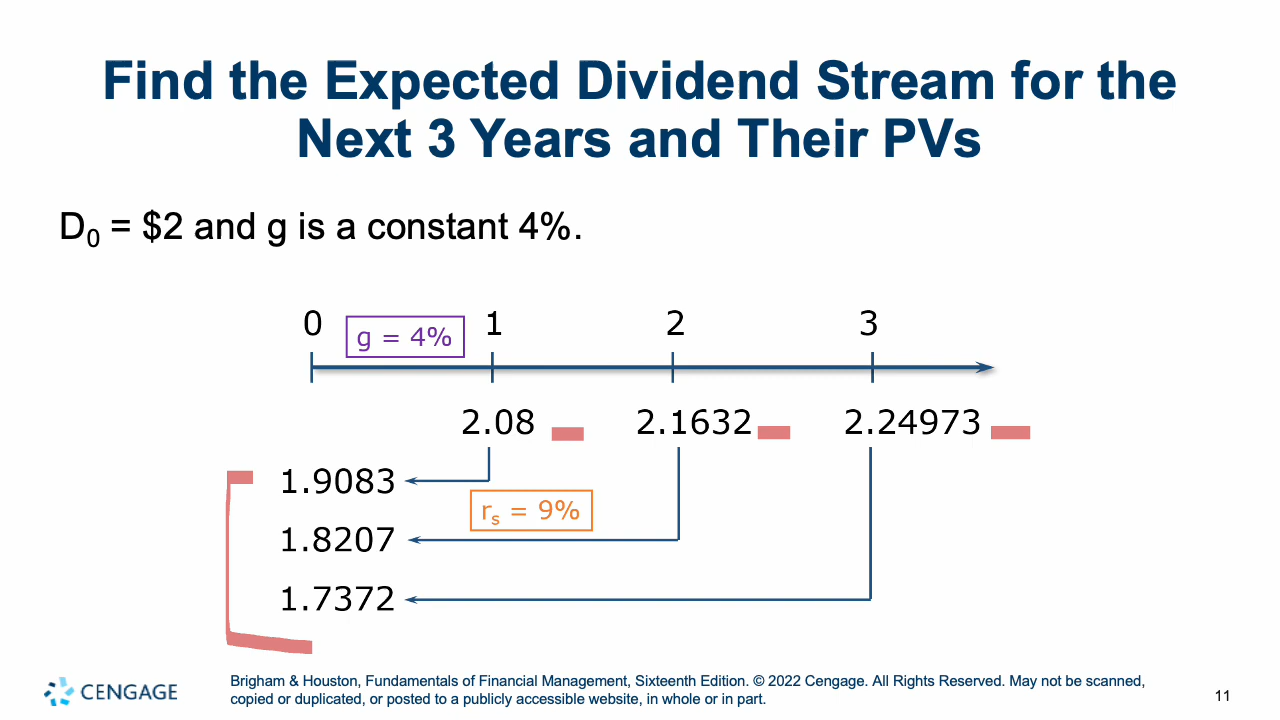 Find the Expected Dividend Stream for the
Next 3 Years and Their PVs
D0 = $2 and g is a constant 4%.
0 g = 4% 1 2 3
2.08 2.1632 2.24973
1.9083
rs = 9%
1.8207
1.7372
CENGAGE
Brigham & Houston, Fundamentals of Financial Management, Sixteenth Edition. © 2022 Cengage. All Rights Reserved. May not be scanned,
copied or duplicated, or posted to a publicly accessible website, in whole or in part.
11